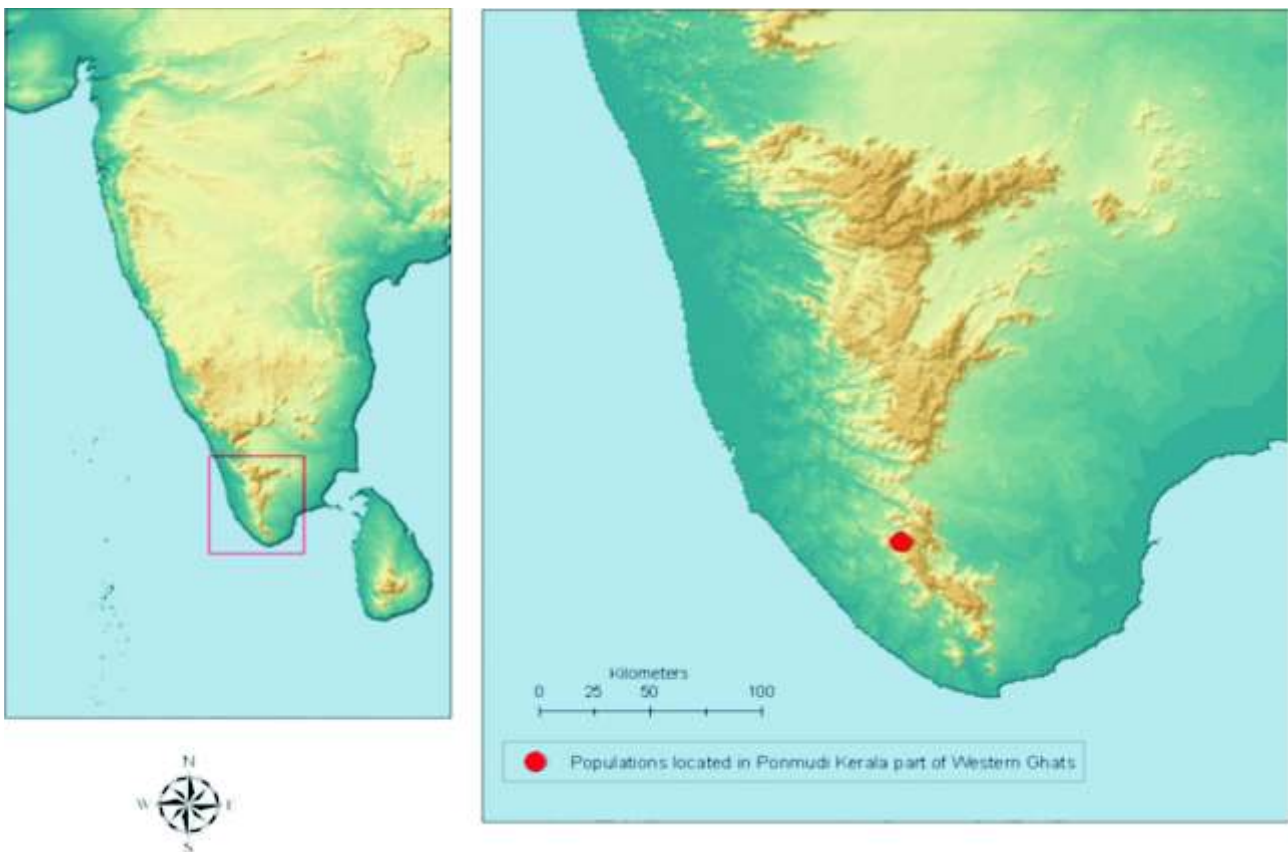 Kilometers
0 25 50 100
Populations located in Ponmudi Kerala part of Western Ghats
N
W E
S